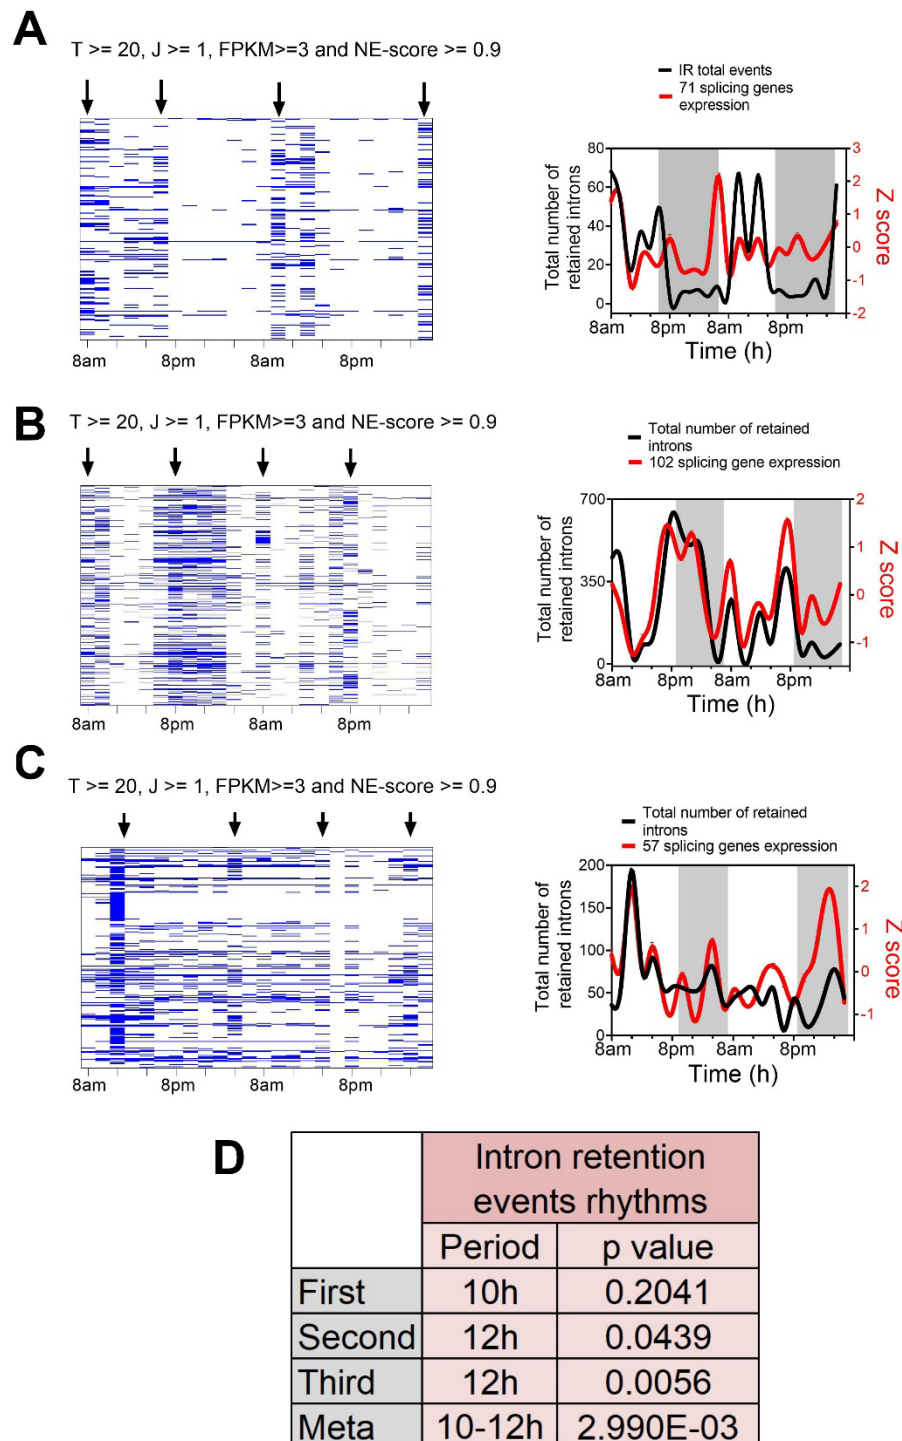 A
T >= 20, J >= 1, FPKM>=3 and NE-score >= 0.9
8am 8pm 8am 8pm
IR total events
71 splicing genes
expression
Total number of
retained introns
80
60
40
20
0
3
2
1
0
-1
-2
Z score
8am 8pm 8am 8pm
Time (h)
B
T >= 20, J >= 1, FPKM>=3 and NE-score >= 0.9
8am 8pm 8am 8pm
Total number of retained
introns
102 splicing gene expression
Total number of
retained introns
700
350
0
2
1
0
-1
Z score
8am 8pm 8am 8pm
Time (h)
C
T >= 20, J >= 1, FPKM>=3 and NE-score >= 0.9
8am 8pm 8am 8pm
Total number of retained
introns
57 splicing genes expression
Total number of
retained introns
200
150
100
50
0
2
1
0
-1
Z score
8am 8pm 8am 8pm
Time (h)
D
Intron retention
events rhythms
Period p value
First 10h 0.2041
Second 12h 0.0439
Third 12h 0.0056
Meta 10-12h 2.990E-03